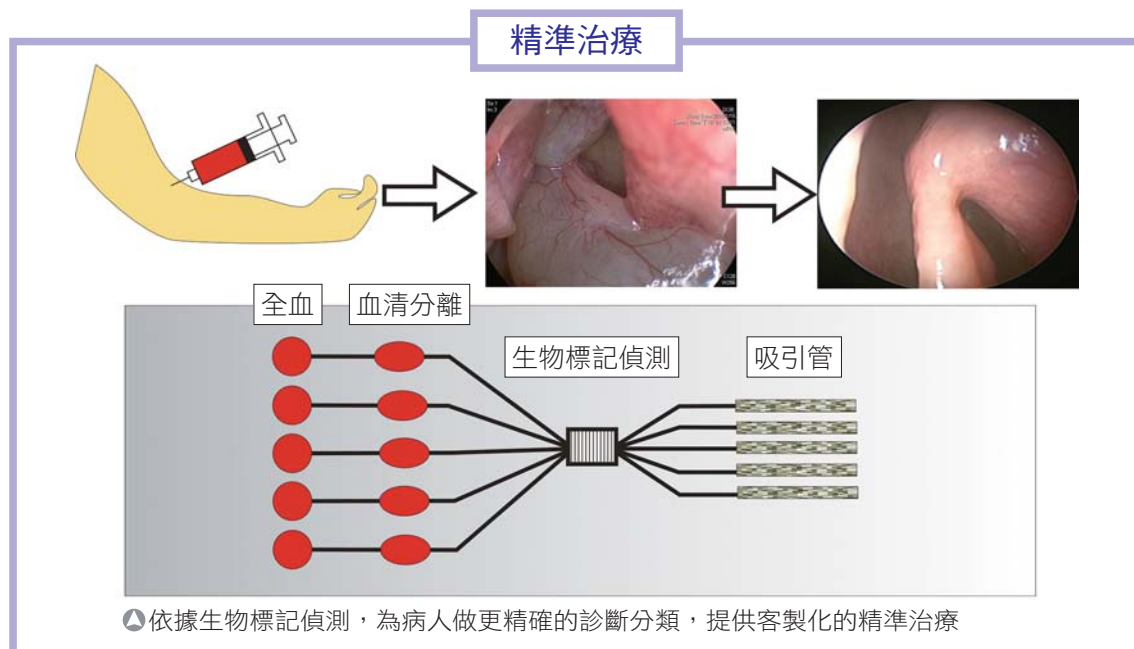 精準治療
全血
血清分離
生物標記偵測
吸引管
依據生物標記偵測，為病人做更精確的診斷分類，提供客製化的精準治療